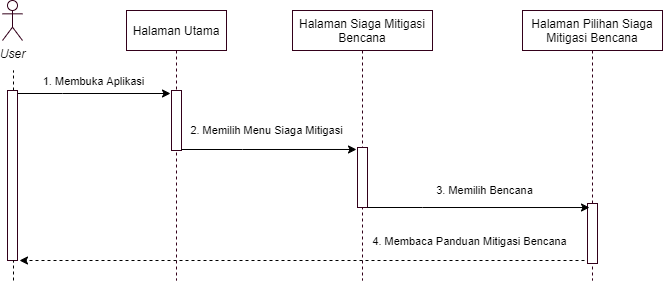 User
Halaman Utama
Halaman Siaga Mitigasi
Bencana
Halaman Pilihan Siaga
Mitigasi Bencana
1. Membuka Aplikasi
2. Memilih Menu Siaga Mitigasi
3. Memilih Bencana
4. Membaca Panduan Mitigasi Bencana